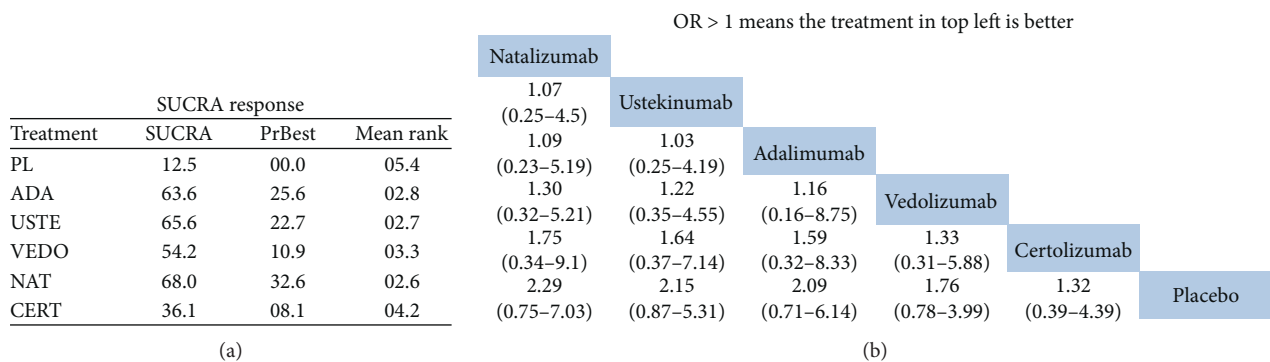 SUCRA response
Treatment SUCRA PrBest Mean rank
PL 12.5 00.0 05.4
ADA 63.6 25.6 02.8
USTE 65.6 22.7 02.7
VEDO 54.2 10.9 03.3
NAT 68.0 32.6 02.6
CERT 36.1 08.1 04.2
(a)
OR > 1 means the treatment in top left is better
Natalizumab
1.07
(0.25–4.5)
Ustekinumab
1.09 1.03
(0.23–5.19) (0.25–4.19)
Adalimumab
1.30 1.22 1.16
(0.32–5.21) (0.35–4.55) (0.16–8.75)
Vedolizumab
1.75 1.64 1.59 1.33
(0.34–9.1) (0.37–7.14) (0.32–8.33) (0.31–5.88)
Certolizumab
2.29 2.15 2.09 1.76 1.32
(0.75–7.03) (0.87–5.31) (0.71–6.14) (0.78–3.99) (0.39–4.39)
Placebo
(b)